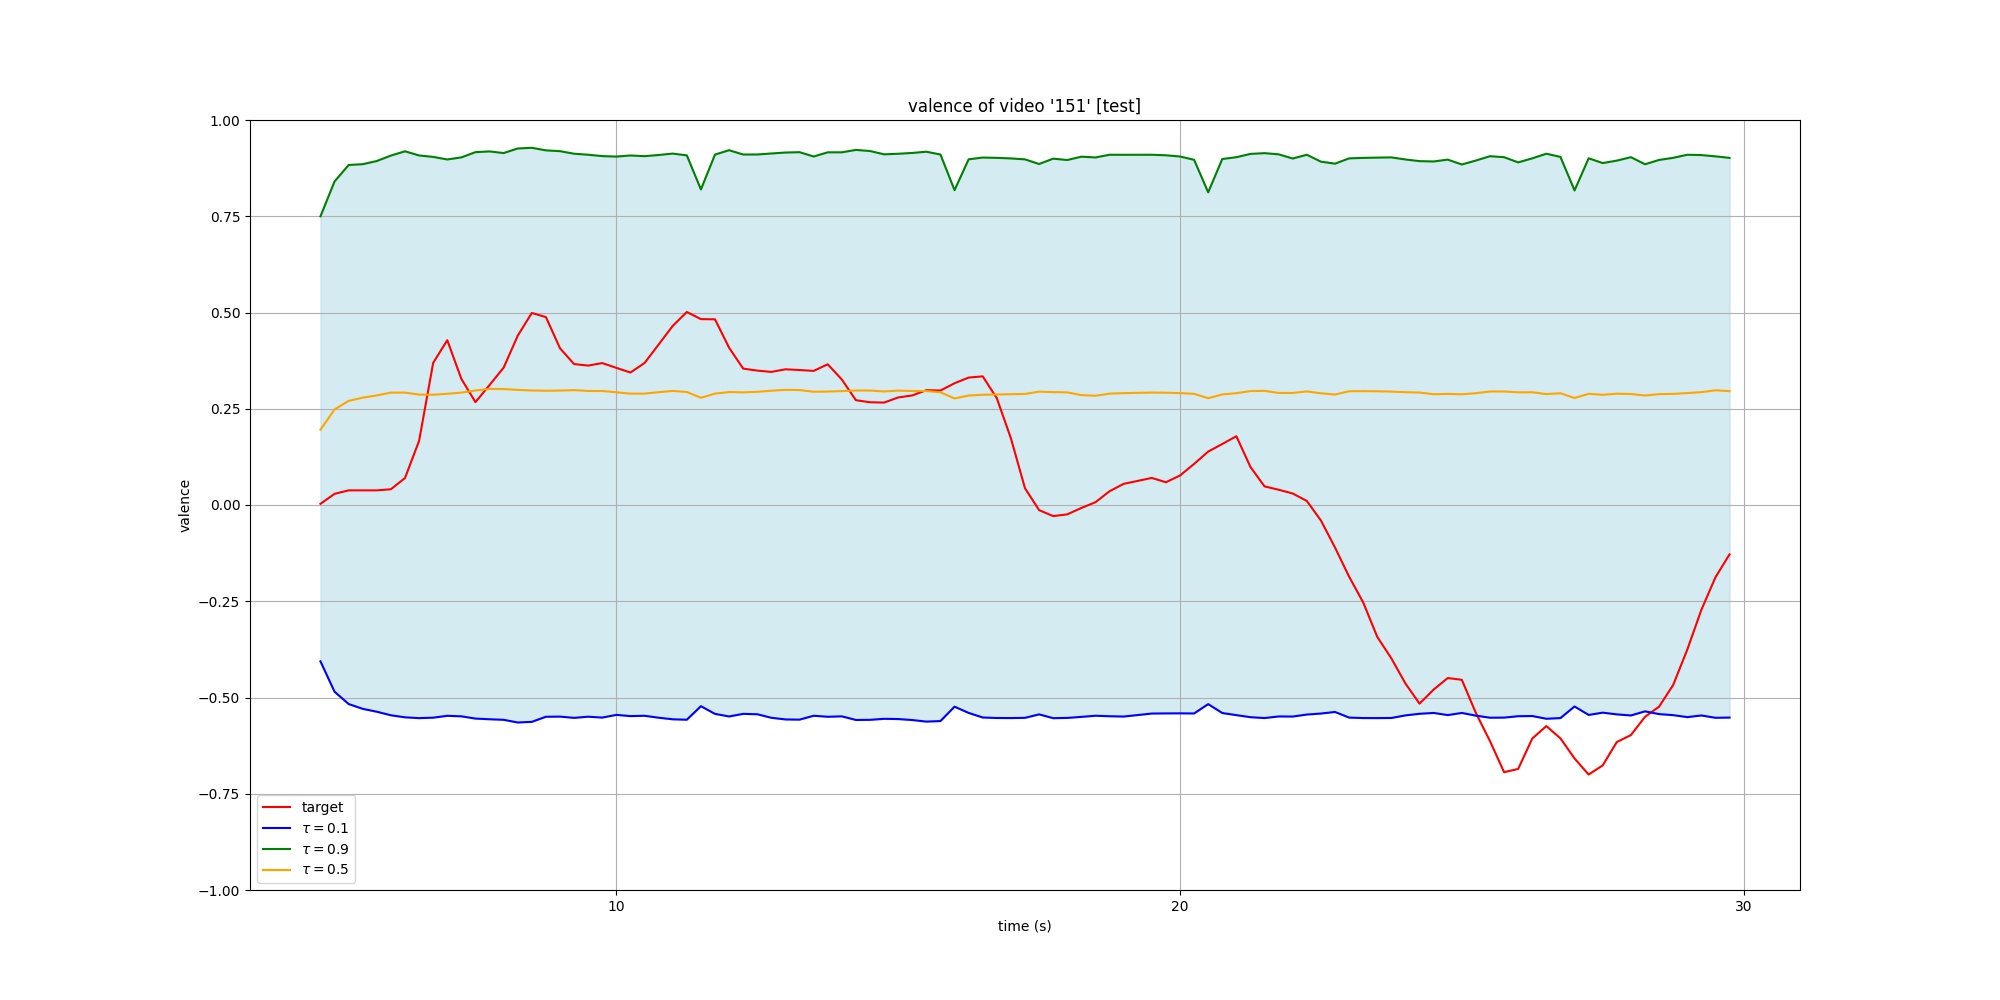 valence of video '151' [test]
1.00
0.75
0.50
0.25
0.00
−0.25
−0.50
−0.75
−1.00
valence
10
20
30
time (s)
target
τ = 0.1
τ = 0.9
τ = 0.5